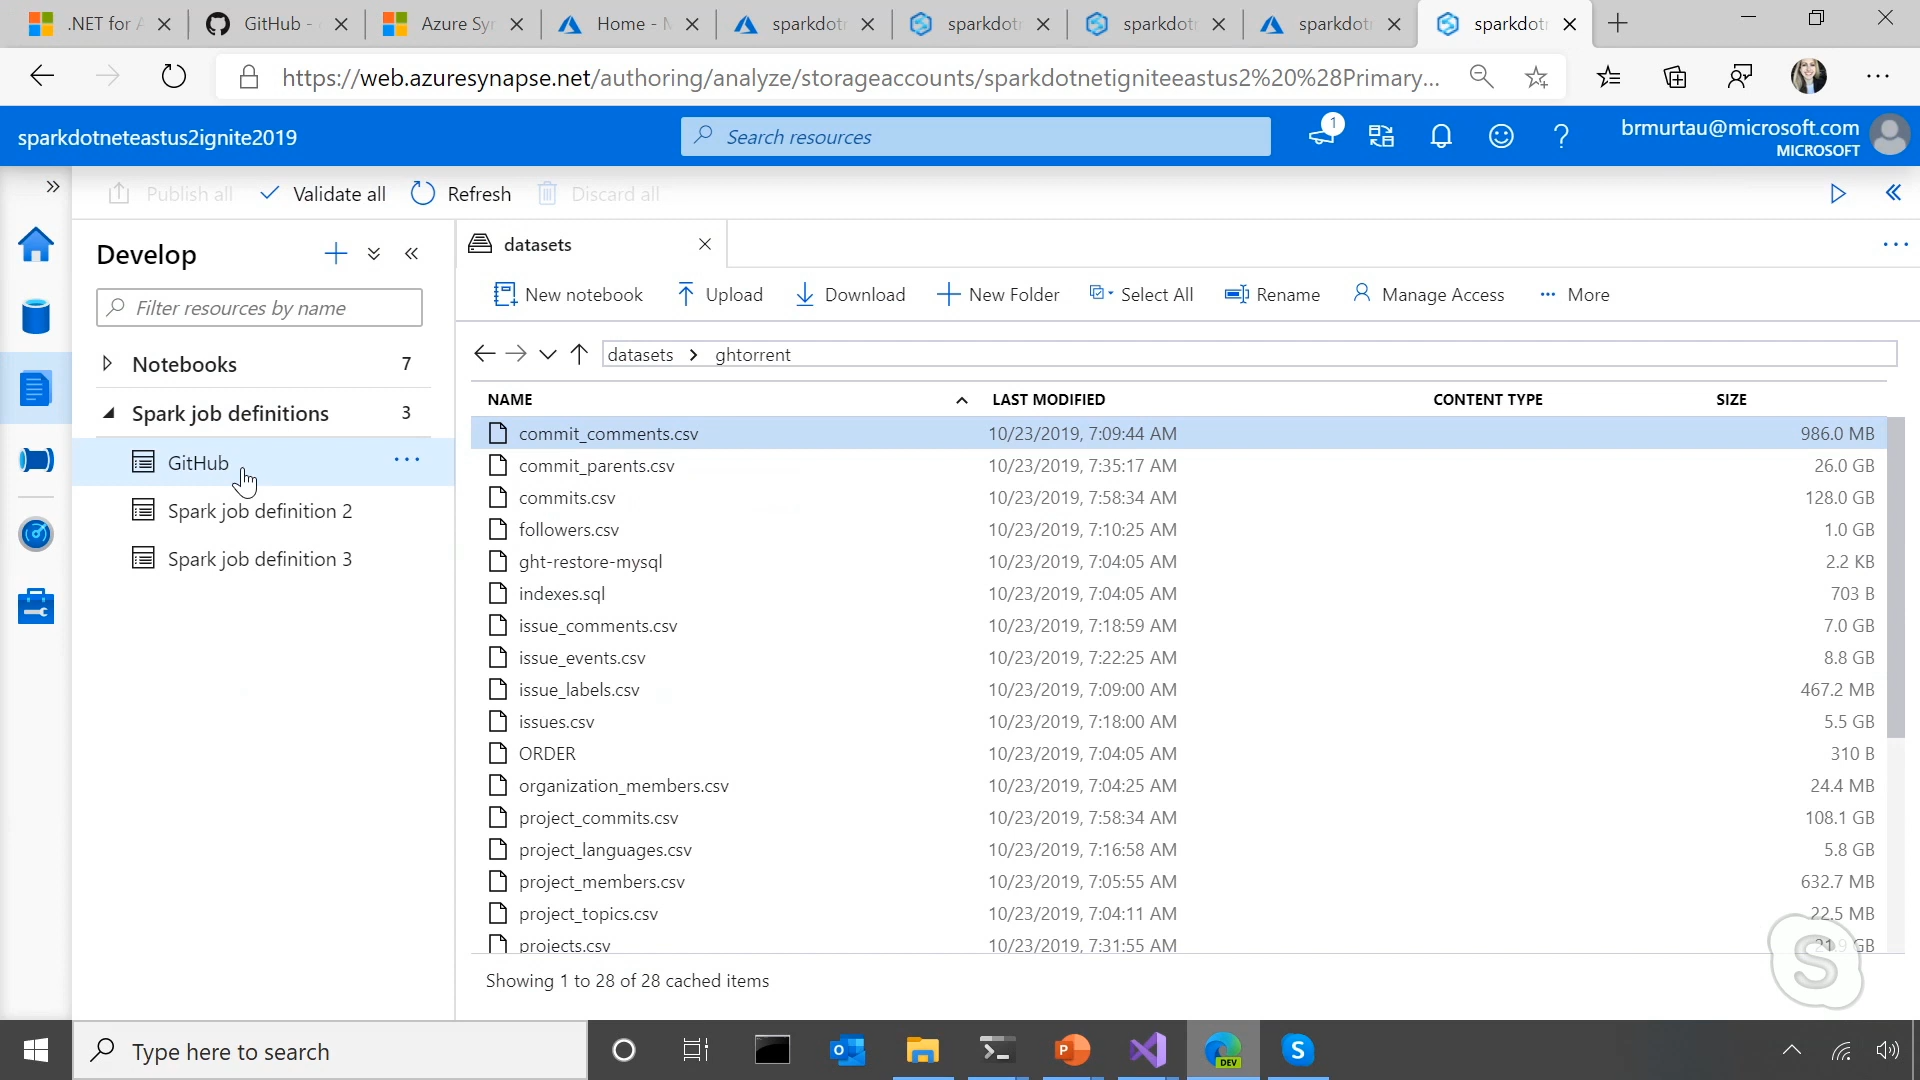 .NET for A
GitHub -
Azure Syn
Home - M
sparkdotn
sparkdotn
sparkdotn
sparkdotn
sparkdotn
https://web.azuresynapse.net/authoring/analyze/storageaccounts/sparkdotnetigniteeastus2%20%28Primary...
sparkdotneteastus2ignite2019
Search resources
1
brmurtau@microsoft.com
MICROSOFT
Publish all
Validate all
Refresh
Discard all
Develop
datasets
New notebook
Upload
Download
New Folder
Select All
Rename
Manage Access
More
Filter resources by name
datasets > ghtorrent
Notebooks 7
Spark job definitions 3
GitHub
Spark job definition 2
Spark job definition 3
NAME LAST MODIFIED CONTENT TYPE SIZE
commit_comments.csv 10/23/2019, 7:09:44 AM 986.0 MB
commit_parents.csv 10/23/2019, 7:35:17 AM 26.0 GB
commits.csv 10/23/2019, 7:58:34 AM 128.0 GB
followers.csv 10/23/2019, 7:10:25 AM 1.0 GB
ght-restore-mysql 10/23/2019, 7:04:05 AM 2.2 KB
indexes.sql 10/23/2019, 7:04:05 AM 703 B
issue_comments.csv 10/23/2019, 7:18:59 AM 7.0 GB
issue_events.csv 10/23/2019, 7:22:25 AM 8.8 GB
issue_labels.csv 10/23/2019, 7:09:00 AM 467.2 MB
issues.csv 10/23/2019, 7:18:00 AM 5.5 GB
ORDER 10/23/2019, 7:04:05 AM 310 B
organization_members.csv 10/23/2019, 7:04:25 AM 24.4 MB
project_commits.csv 10/23/2019, 7:58:34 AM 108.1 GB
project_languages.csv 10/23/2019, 7:16:58 AM 5.8 GB
project_members.csv 10/23/2019, 7:05:55 AM 632.7 MB
project_topics.csv 10/23/2019, 7:04:11 AM 22.5 MB
projects.csv 10/23/2019, 7:31:55 AM 21.9 GB
Showing 1 to 28 of 28 cached items
Type here to search
DEV